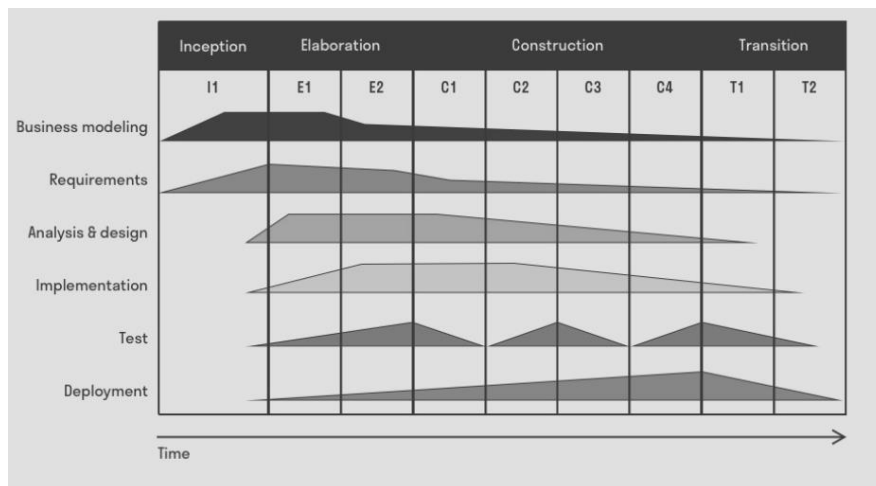 Inception Elaboration Construction Transition
I1 E1 E2 C1 C2 C3 C4 T1 T2
Business modeling
Requirements
Analysis & design
Implementation
Test
Deployment
Time